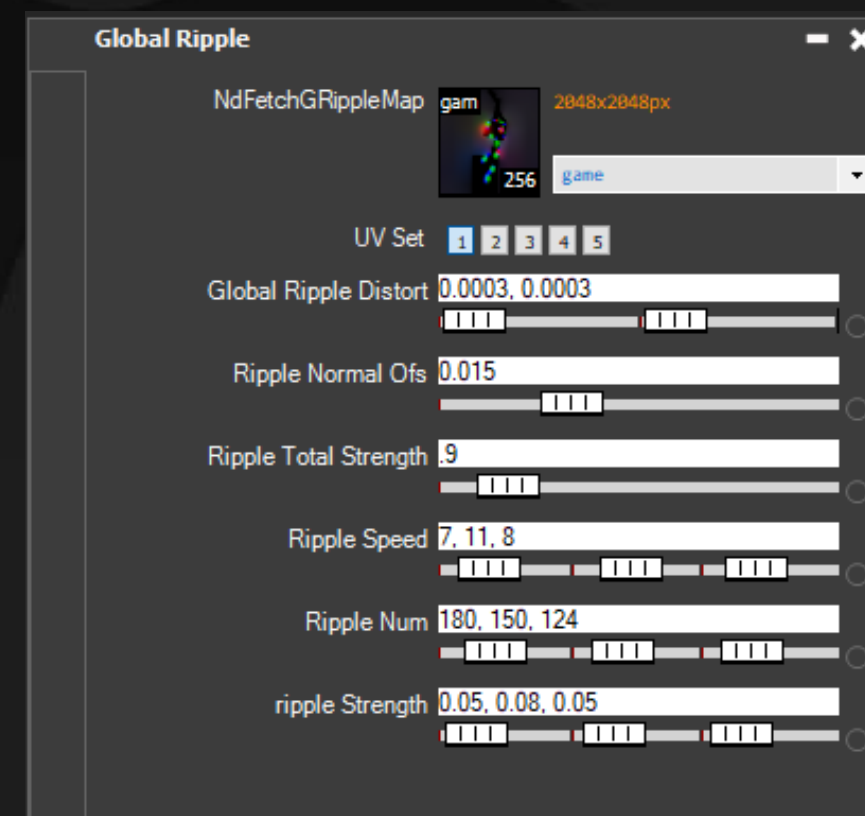 Global Ripple
NdFetchGRippleMap
gam
256
2048x2048px
game
UV Set 1 2 3 4 5
Global Ripple Distort 0.0003, 0.0003
Ripple Normal Ofs 0.015
Ripple Total Strength .9
Ripple Speed 7, 11, 8
Ripple Num 180, 150, 124
ripple Strength 0.05, 0.08, 0.05